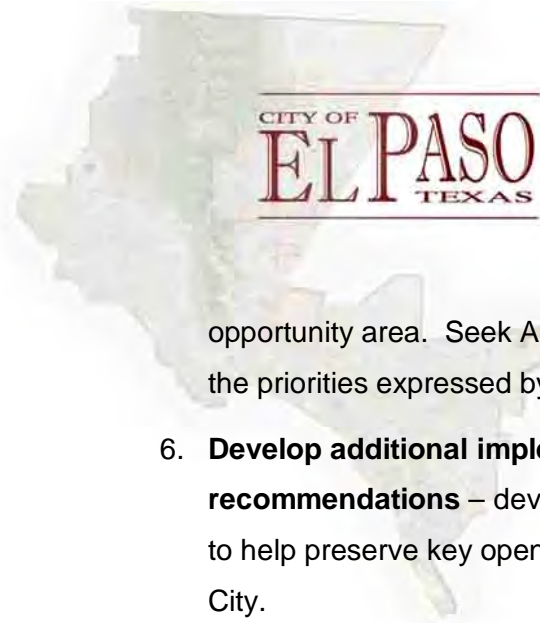 CITY OF
EL PASO
TEXAS
opportunity area. Seek A
the priorities expressed by
6. Develop additional imple
recommendations – dev
to help preserve key open
City.